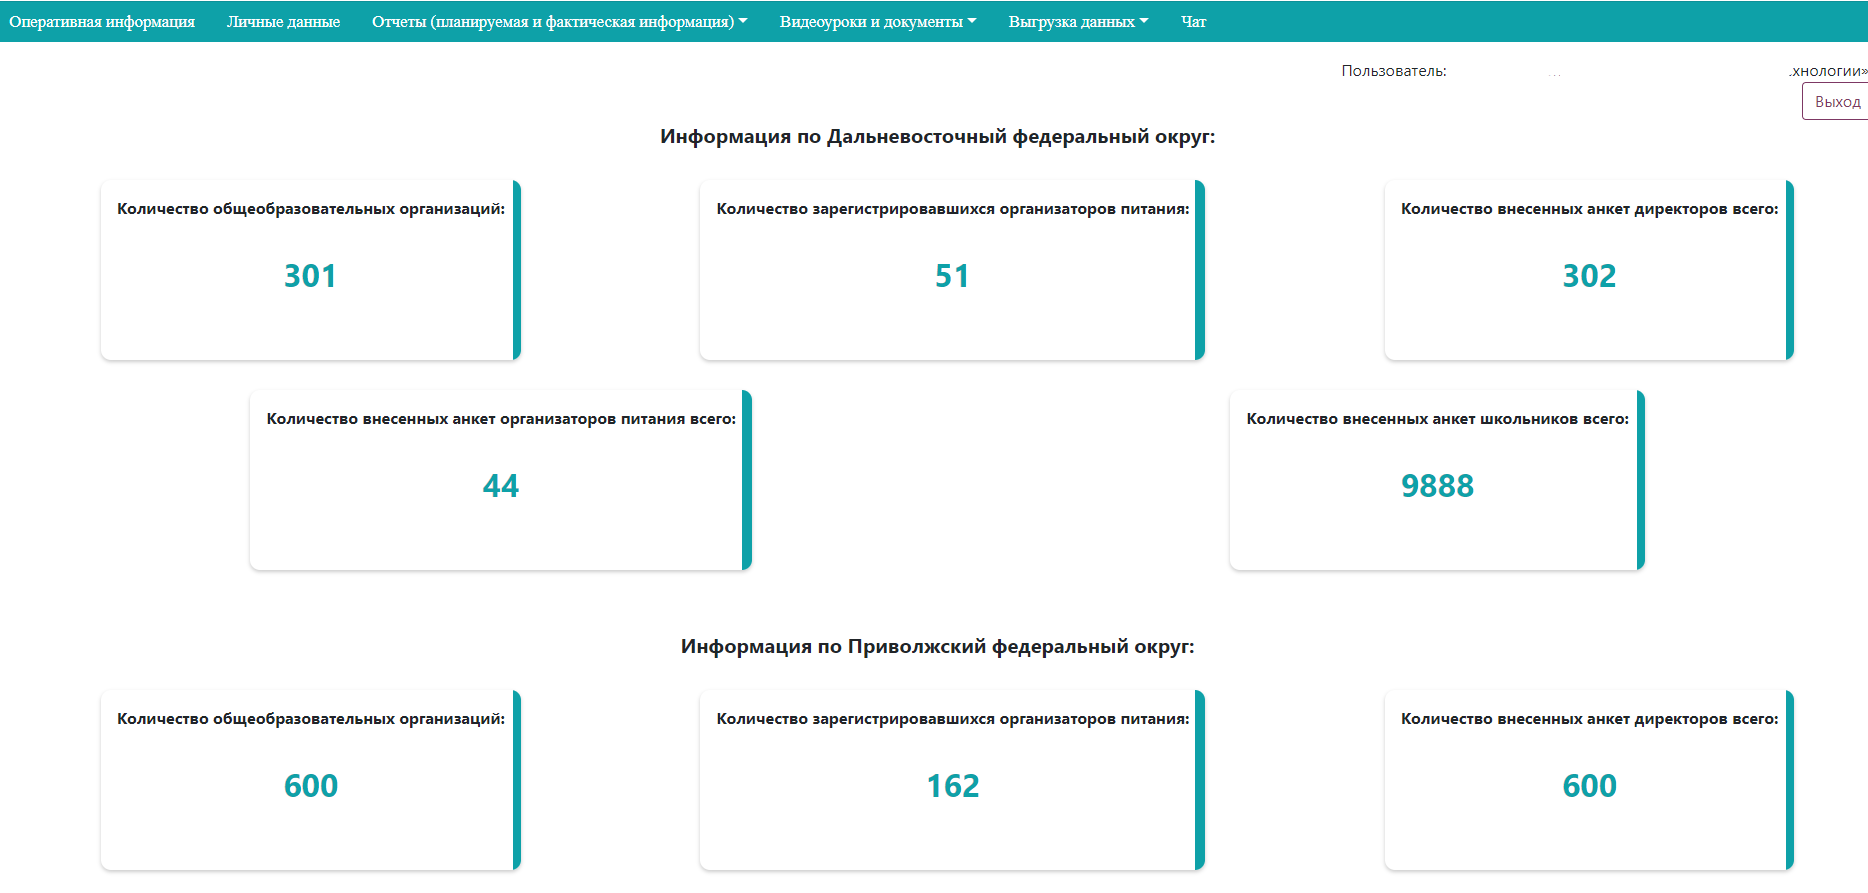 Оперативная информация Личные данные Отчеты (планируемая и фактическая информация) Видеоуроки и документы Выгрузка данных Чат
Пользователь: хнологии»
Выход
Информация по Дальневосточный федеральный округ:
Количество общеобразовательных организаций: Количество зарегистрировавшихся организаторов питания: Количество внесенных анкет директоров всего:
301 51 302
Количество внесенных анкет организаторов питания всего: Количество внесенных анкет школьников всего:
44 9888
Информация по Приволжский федеральный округ:
Количество общеобразовательных организаций: Количество зарегистрировавшихся организаторов питания: Количество внесенных анкет директоров всего:
600 162 600